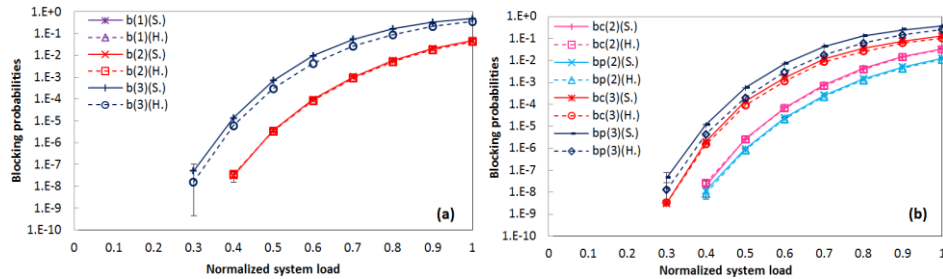 1.E+0
1.E-1
1.E-2
1.E-3
1.E-4
1.E-5
1.E-6
1.E-7
1.E-8
1.E-9
1.E-10
Blocking probabilities
b(1)(S.)
b(1)(H.)
b(2)(S.)
b(2)(H.)
b(3)(S.)
b(3)(H.)
(a)
0 0.1 0.2 0.3 0.4 0.5 0.6 0.7 0.8 0.9 1
Normalized system load
1.E+0
1.E-1
1.E-2
1.E-3
1.E-4
1.E-5
1.E-6
1.E-7
1.E-8
1.E-9
1.E-10
Blocking probabilities
bc(2)(S.)
bc(2)(H.)
bp(2)(S.)
bp(2)(H.)
bc(3)(S.)
bc(3)(H.)
bp(3)(S.)
bp(3)(H.)
(b)
0 0.1 0.2 0.3 0.4 0.5 0.6 0.7 0.8 0.9 1
Normalized system load